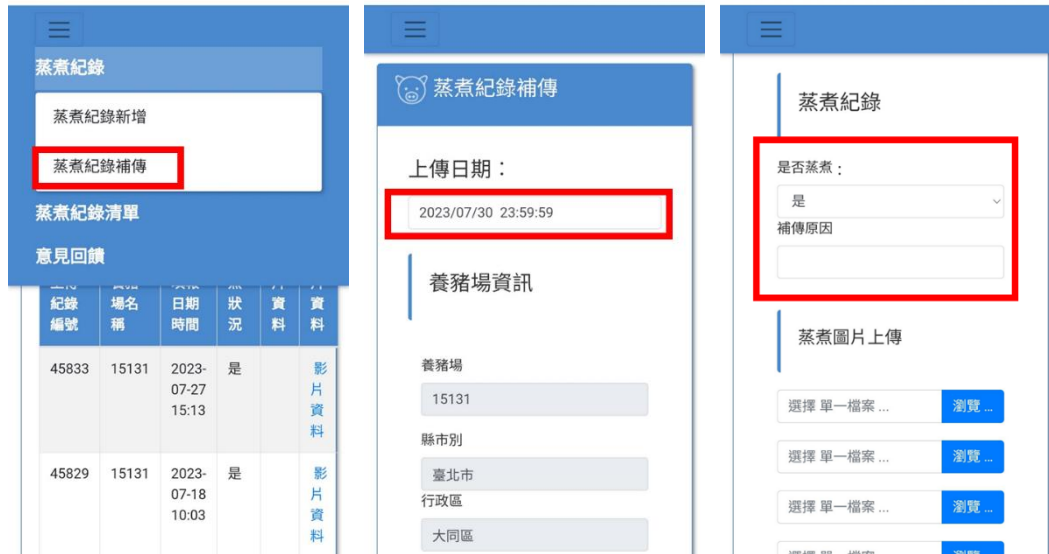 蒸煮紀錄
蒸煮紀錄新增
蒸煮紀錄補傳
蒸煮紀錄清單
意見回饋
紀錄 場名 日期 狀 資 資
編號 稱 時間 況 料 料
45833 15131 2023- 是 影
07-27 片
15:13 資
料
45829 15131 2023- 是 影
07-18 片
10:03 資
料
蒸煮紀錄補傳
上傳日期：
2023/07/30 23:59:59
養豬場資訊
養豬場
15131
縣市別
臺北市
行政區
大同區
蒸煮紀錄
是否蒸煮：
是
補傳原因
蒸煮圖片上傳
選擇 單一檔案 ... 瀏覽 ...
選擇 單一檔案 ... 瀏覽 ...
選擇 單一檔案 ... 瀏覽 ...